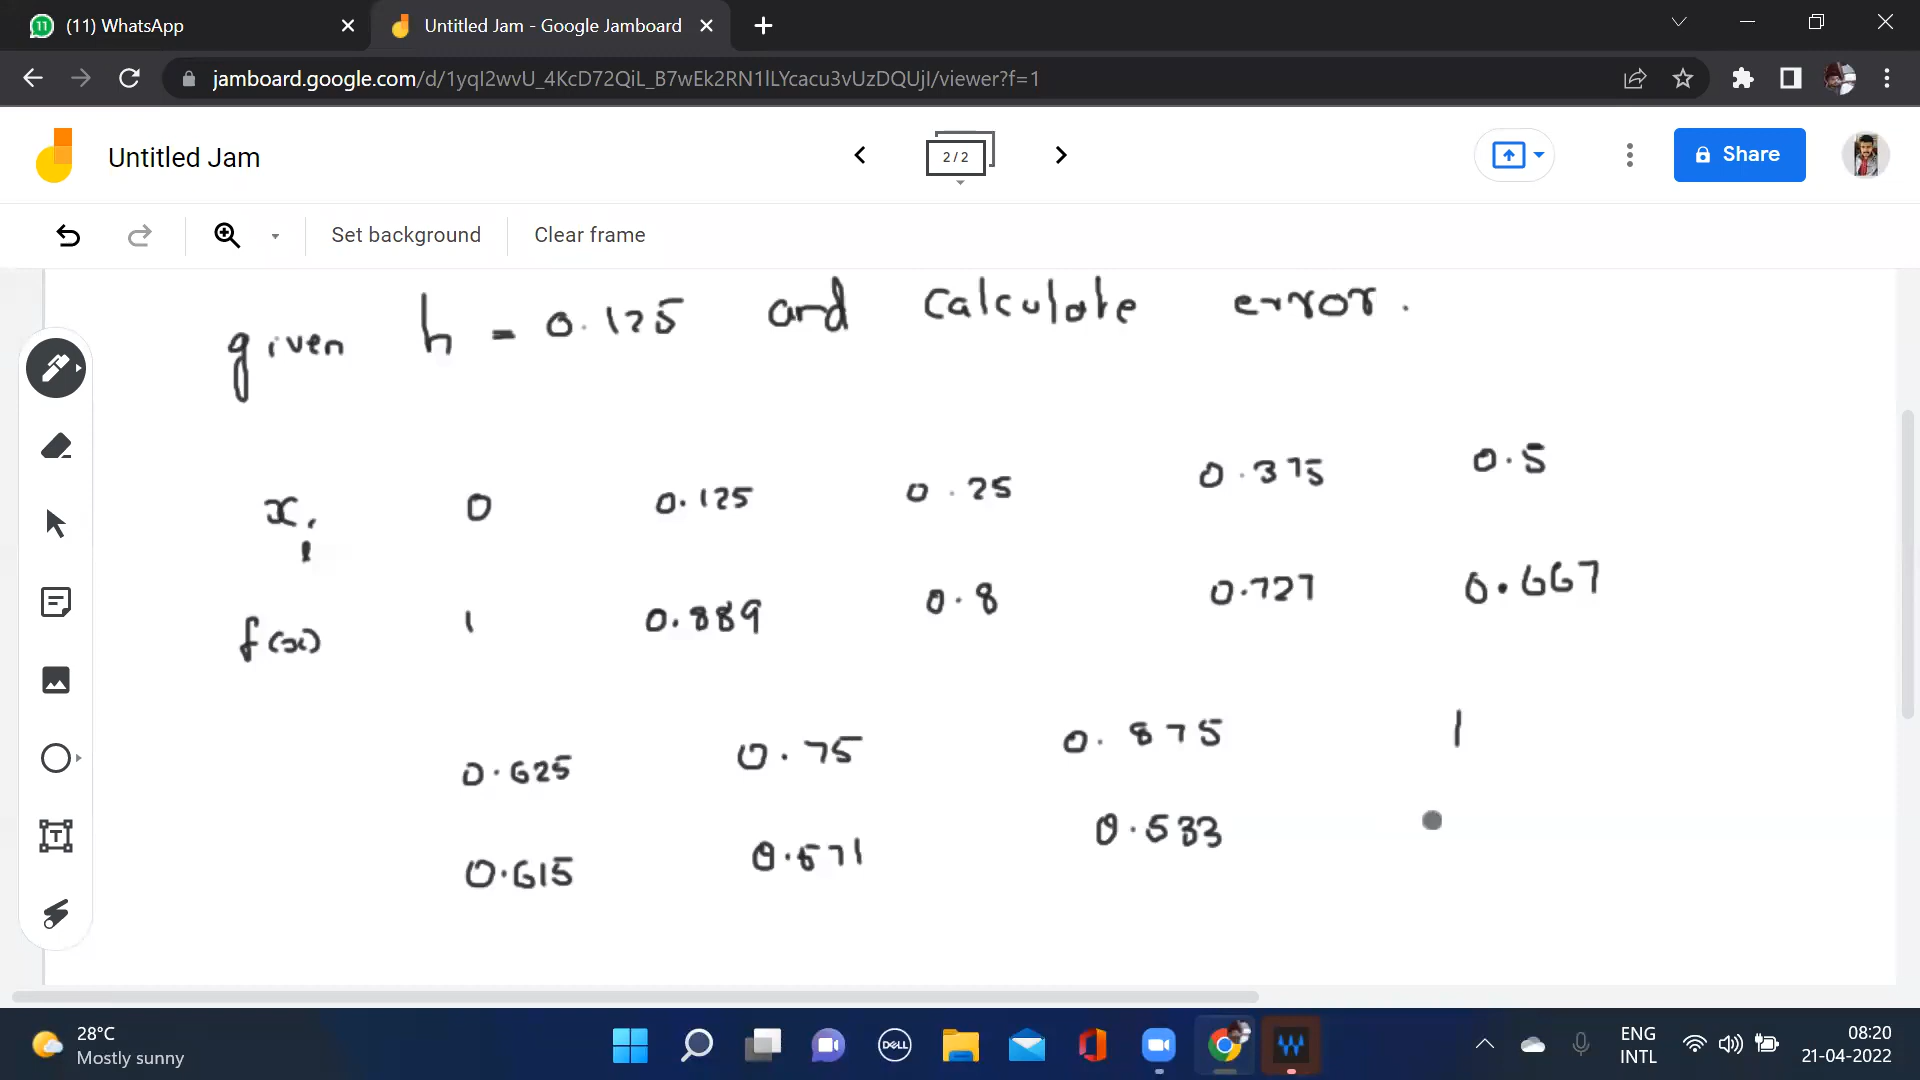 (11) WhatsApp
Untitled Jam - Google Jamboard
jamboard.google.com/d/1yqI2wvU_4KcD72QiL_B7wEk2RN1lLYcacu3vUzDQUjI/viewer?f=1
Untitled Jam
2 / 2
Share
Set background
Clear frame
given h = 0.125 and calculate error.
xi 0 0.125 0.25 0.375 0.5
f(x) 1 0.889 0.8 0.727 0.667
0.625 0.75 0.875 1
0.615 0.571 0.533
28°C
Mostly sunny
DELL
ENG
INTL
08:20
21-04-2022